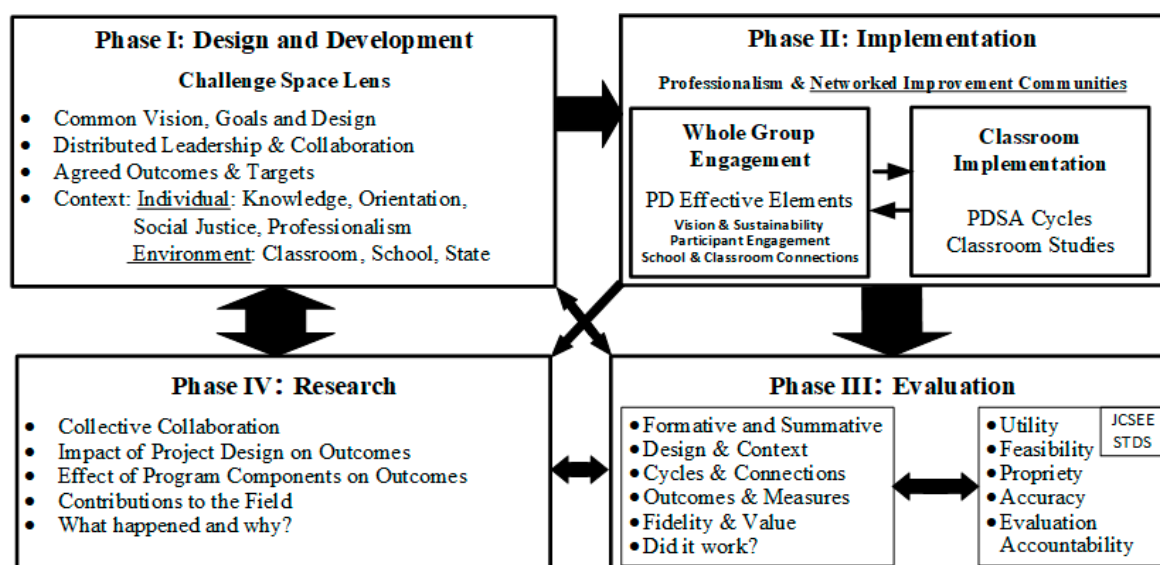 Phase I: Design and Development
Challenge Space Lens
• Common Vision, Goals and Design
• Distributed Leadership & Collaboration
• Agreed Outcomes & Targets
• Context: Individual: Knowledge, Orientation,
Social Justice, Professionalism
Environment: Classroom, School, State
Phase II: Implementation
Professionalism & Networked Improvement Communities
Whole Group
Engagement
PD Effective Elements
Vision & Sustainability
Participant Engagement
School & Classroom Connections
Classroom
Implementation
PDSA Cycles
Classroom Studies
Phase IV: Research
• Collective Collaboration
• Impact of Project Design on Outcomes
• Effect of Program Components on Outcomes
• Contributions to the Field
• What happened and why?
Phase III: Evaluation
• Formative and Summative
• Design & Context
• Cycles & Connections
• Outcomes & Measures
• Fidelity & Value
• Did it work?
• Utility
• Feasibility
• Propriety
• Accuracy
• Evaluation
Accountability
JCSEE
STDS